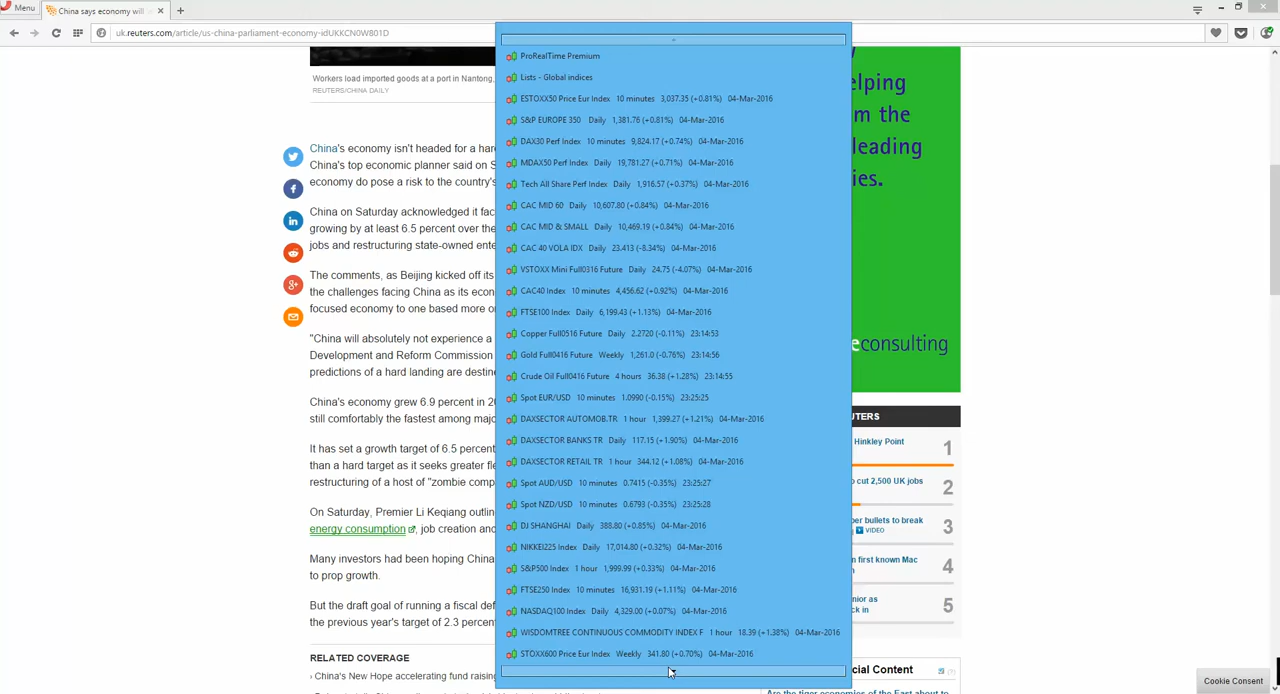 Menu
China says economy will
uk.reuters.com/article/us-china-parliament-economy-idUKKCN0W801D
Workers load imported goods at a port in Nantong,
REUTERS/CHINA DAILY
China's economy isn't headed for a har
China's top economic planner said on S
economy do pose a risk to the country's
China on Saturday acknowledged it fac
growing by at least 6.5 percent over the
jobs and restructuring state-owned ente
The comments, as Beijing kicked off its
the challenges facing China as its econ
focused economy to one based more o
"China will absolutely not experience a
Development and Reform Commission
predictions of a hard landing are destine
China's economy grew 6.9 percent in 20
still comfortably the fastest among majo
It has set a growth target of 6.5 percent
than a hard target as it seeks greater fle
restructuring of a host of "zombie comp
On Saturday, Premier Li Keqiang outlin
energy consumption, job creation and
Many investors had been hoping China
to prop growth.
But the draft goal of running a fiscal def
the previous year's target of 2.3 percent
RELATED COVERAGE
› China's New Hope accelerating fund raising
ProRealTime Premium
Lists - Global indices
ESTOXX50 Price Eur Index 10 minutes 3,037.35 (+0.81%) 04-Mar-2016
S&P EUROPE 350 Daily 1,381.76 (+0.81%) 04-Mar-2016
DAX30 Perf Index 10 minutes 9,824.17 (+0.74%) 04-Mar-2016
MDAX50 Perf Index Daily 19,781.27 (+0.71%) 04-Mar-2016
Tech All Share Perf Index Daily 1,916.57 (+0.37%) 04-Mar-2016
CAC MID 60 Daily 10,607.80 (+0.84%) 04-Mar-2016
CAC MID & SMALL Daily 10,469.19 (+0.84%) 04-Mar-2016
CAC 40 VOLA IDX Daily 23.413 (-8.34%) 04-Mar-2016
VSTOXX Mini Full0316 Future Daily 24.75 (-4.07%) 04-Mar-2016
CAC40 Index 10 minutes 4,456.62 (+0.92%) 04-Mar-2016
FTSE100 Index Daily 6,199.43 (+1.13%) 04-Mar-2016
Copper Full0516 Future Daily 2.2720 (-0.11%) 23:14:53
Gold Full0416 Future Weekly 1,261.0 (-0.76%) 23:14:56
Crude Oil Full0416 Future 4 hours 36.38 (+1.28%) 23:14:55
Spot EUR/USD 10 minutes 1.0990 (-0.15%) 23:25:25
DAXSECTOR AUTOMOB.TR 1 hour 1,399.27 (+1.21%) 04-Mar-2016
DAXSECTOR BANKS TR Daily 117.15 (+1.90%) 04-Mar-2016
DAXSECTOR RETAIL TR 1 hour 344.12 (+1.08%) 04-Mar-2016
Spot AUD/USD 10 minutes 0.7415 (-0.35%) 23:25:27
Spot NZD/USD 10 minutes 0.6793 (-0.35%) 23:25:28
DJ SHANGHAI Daily 388.80 (+0.85%) 04-Mar-2016
NIKKEI225 Index Daily 17,014.80 (+0.32%) 04-Mar-2016
S&P500 Index 1 hour 1,999.99 (+0.33%) 04-Mar-2016
FTSE250 Index 10 minutes 16,931.19 (+1.11%) 04-Mar-2016
NASDAQ100 Index Daily 4,329.00 (+0.07%) 04-Mar-2016
WISDOMTREE CONTINUOUS COMMODITY INDEX F 1 hour 18.39 (+1.38%) 04-Mar-2016
STOXX600 Price Eur Index Weekly 341.80 (+0.70%) 04-Mar-2016
elping
m the
leading
ies.
econsulting
UTERS
Hinkley Point
1
o cut 2,500 UK jobs
2
per bullets to break
VIDEO
3
n first known Mac
4
nior as
ck in
5
cial Content
Are the tiger economies of the East about to
Cookie Consent